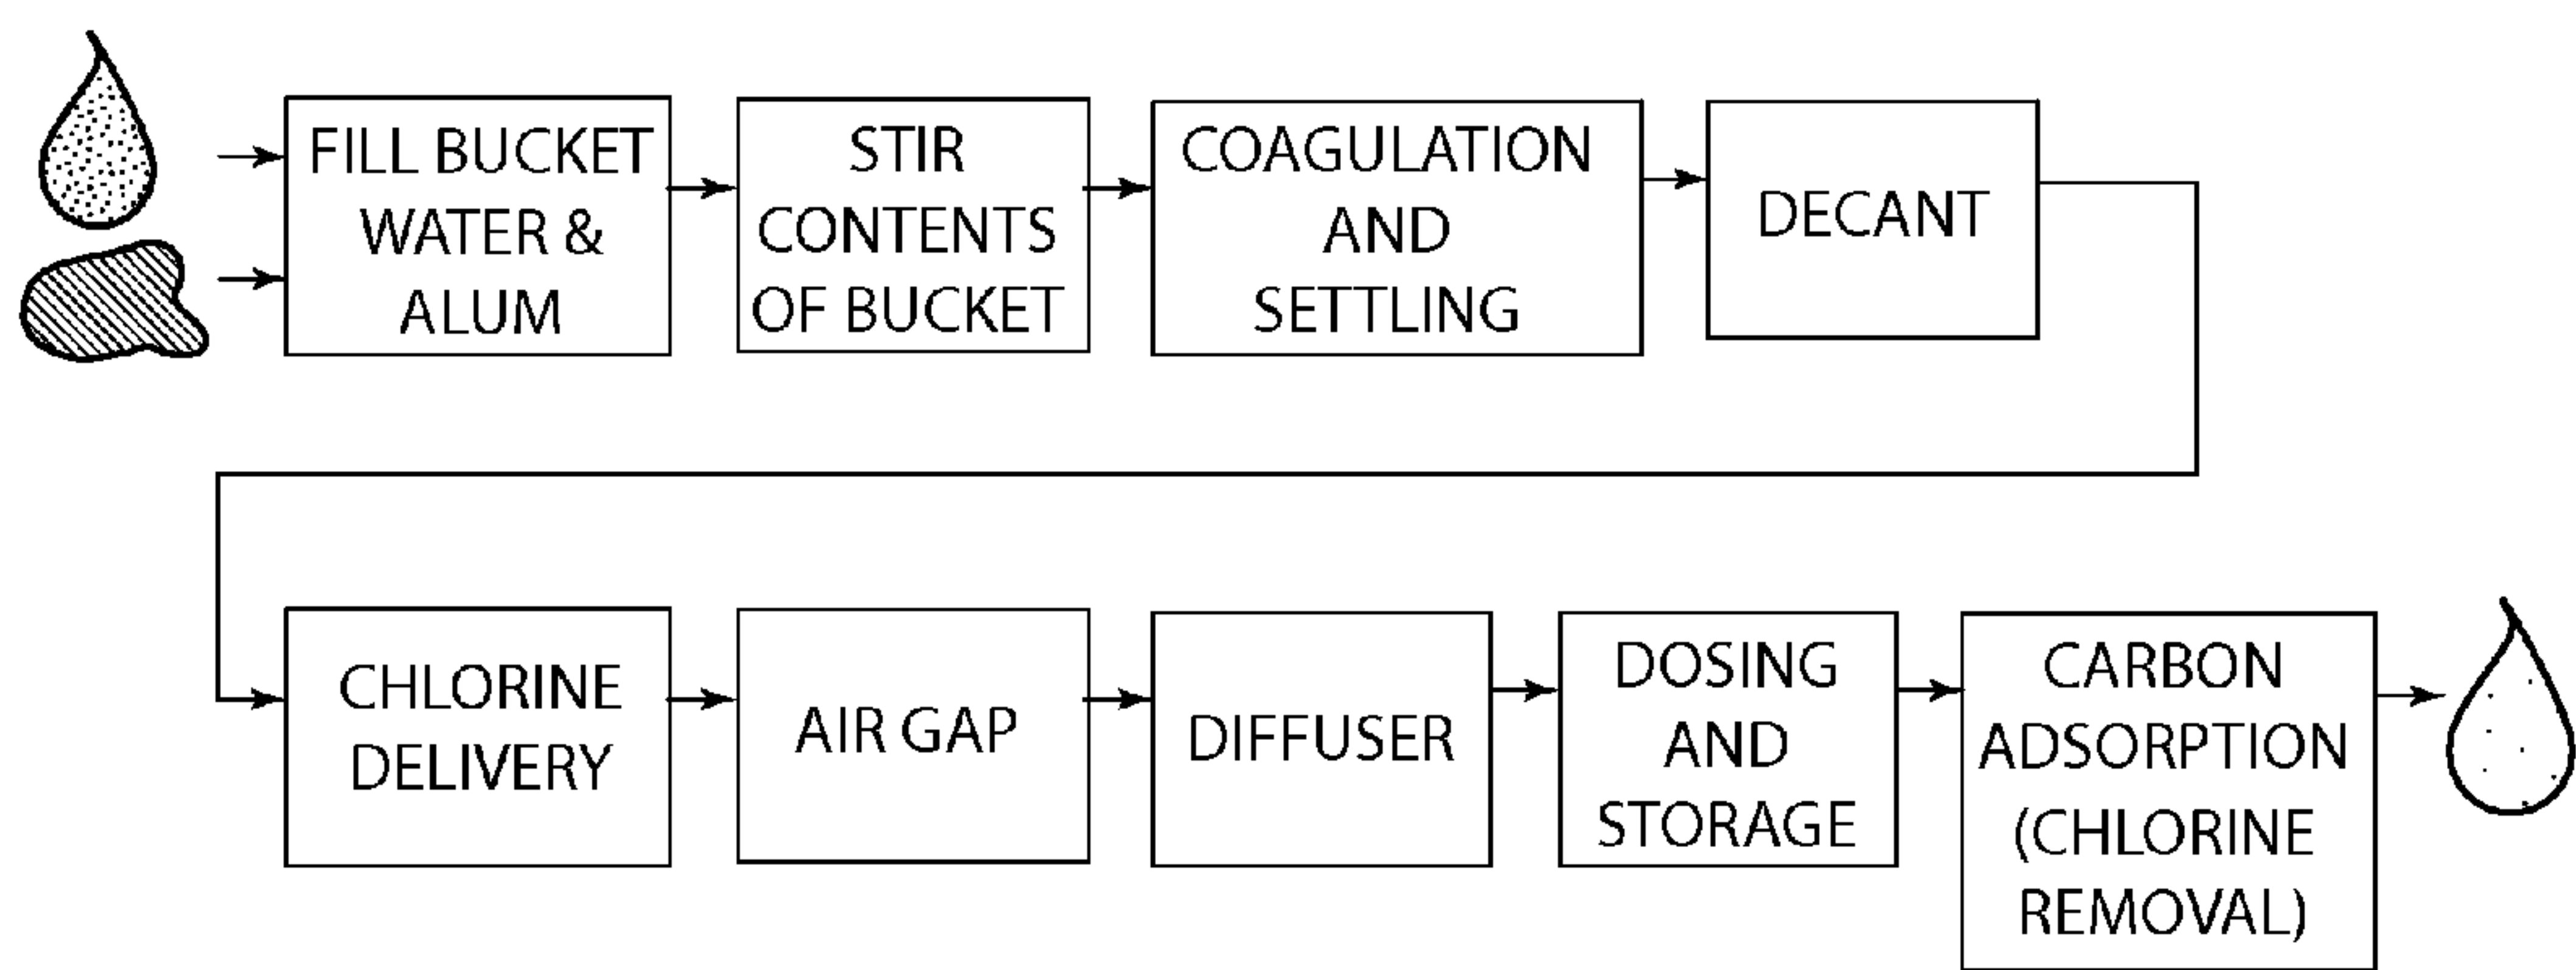 FILL BUCKET
WATER &
ALUM
STIR
CONTENTS
OF BUCKET
COAGULATION
AND
SETTLING
DECANT
CHLORINE
DELIVERY
AIR GAP
DIFFUSER
DOSING
AND
STORAGE
CARBON
ADSORPTION
(CHLORINE
REMOVAL)